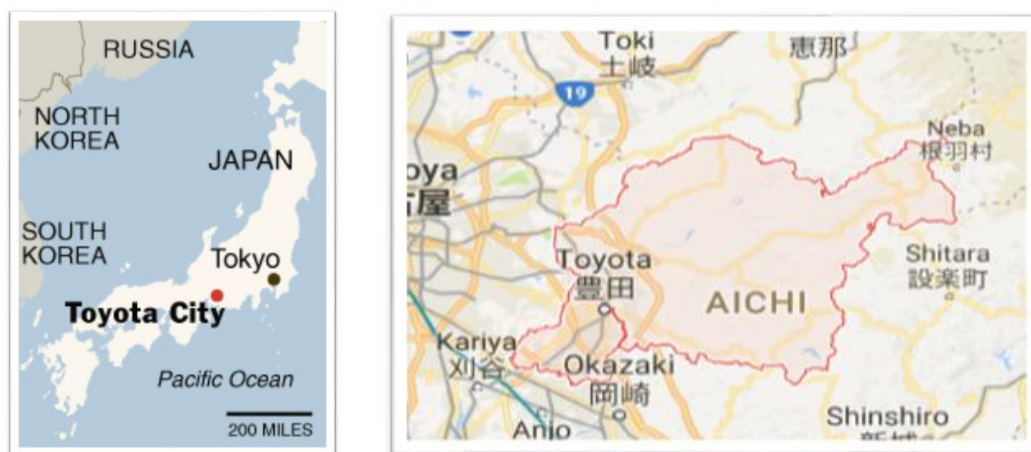 RUSSIA
NORTH
KOREA
JAPAN
SOUTH
KOREA
Tokyo
Toyota City
Pacific Ocean
200 MILES
Toki
土岐
恵那
19
Neba
根羽村
oya
古屋
Toyota
豊田
AICHI
Shitara
設楽町
Kariya
刈谷
Okazaki
岡崎
Anjo
Shinshiro
新城